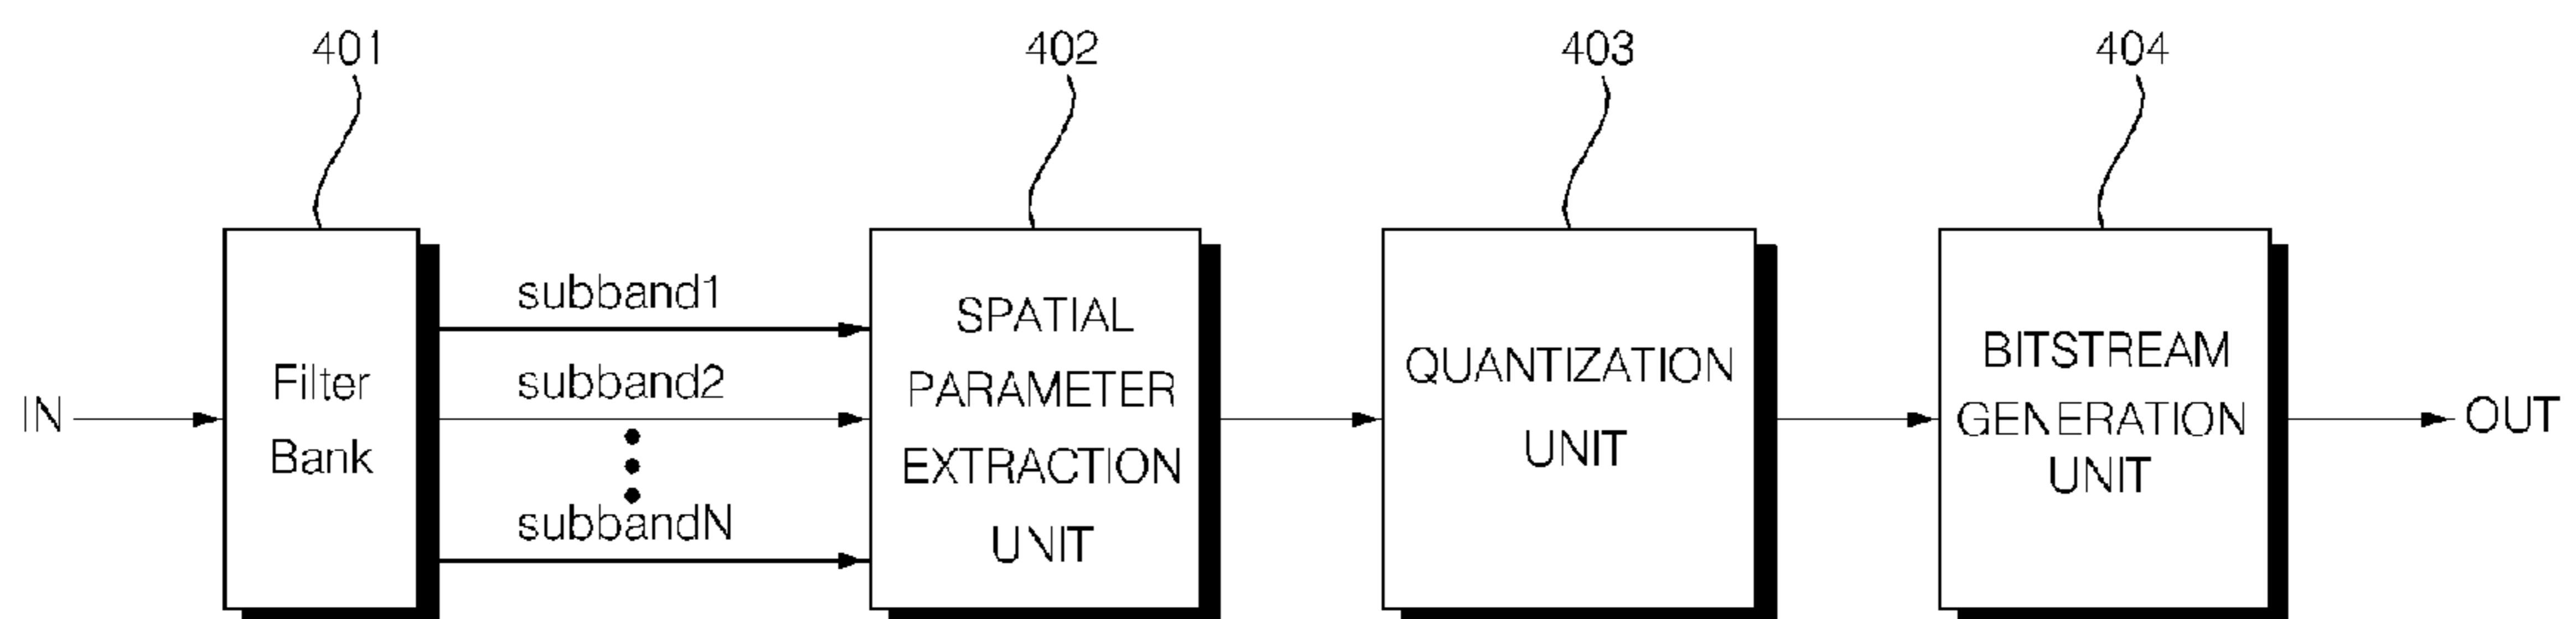 401
402
403
404
IN
Filter
Bank
subband1
subband2
subbandN
SPATIAL
PARAMETER
EXTRACTION
UNIT
QUANTIZATION
UNIT
BITSTREAM
GENERATION
UNIT
OUT